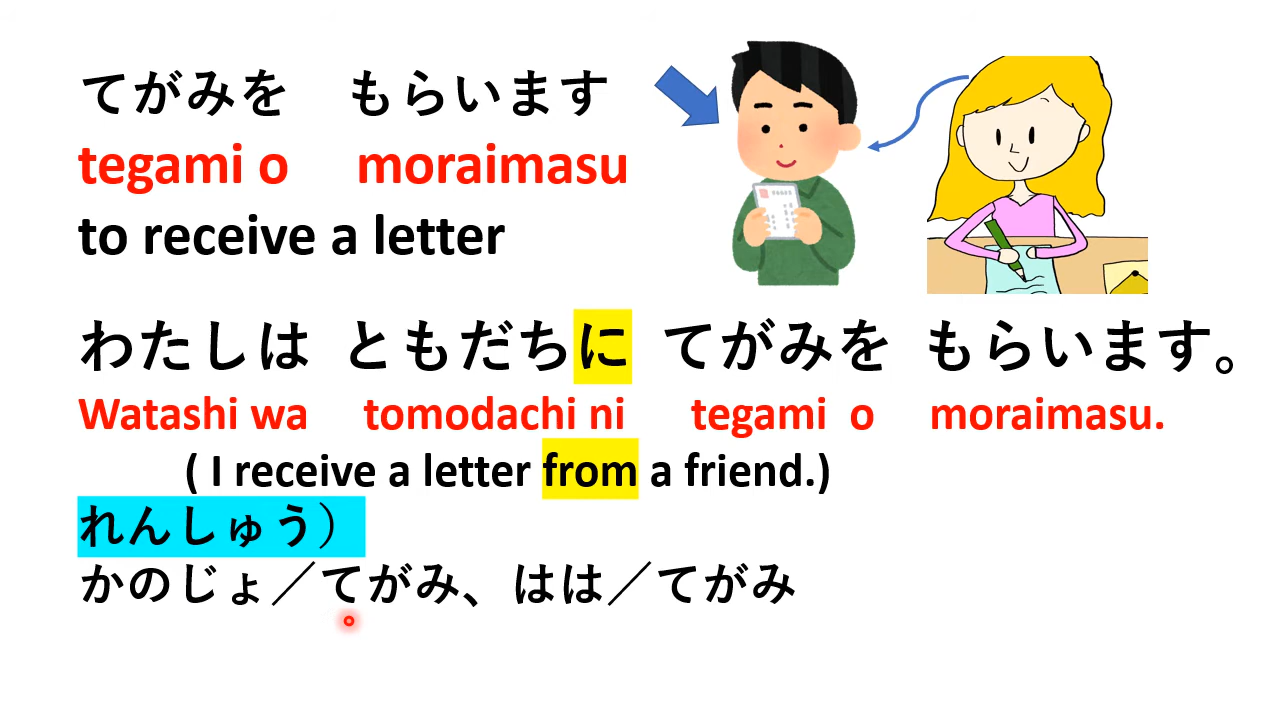 てがみを　もらいます
tegami o moraimasu
to receive a letter
わたしは ともだちに てがみを もらいます。
Watashi wa tomodachi ni tegami o moraimasu.
( I receive a letter from a friend.)
れんしゅう）
かのじょ／てがみ、はは／てがみ